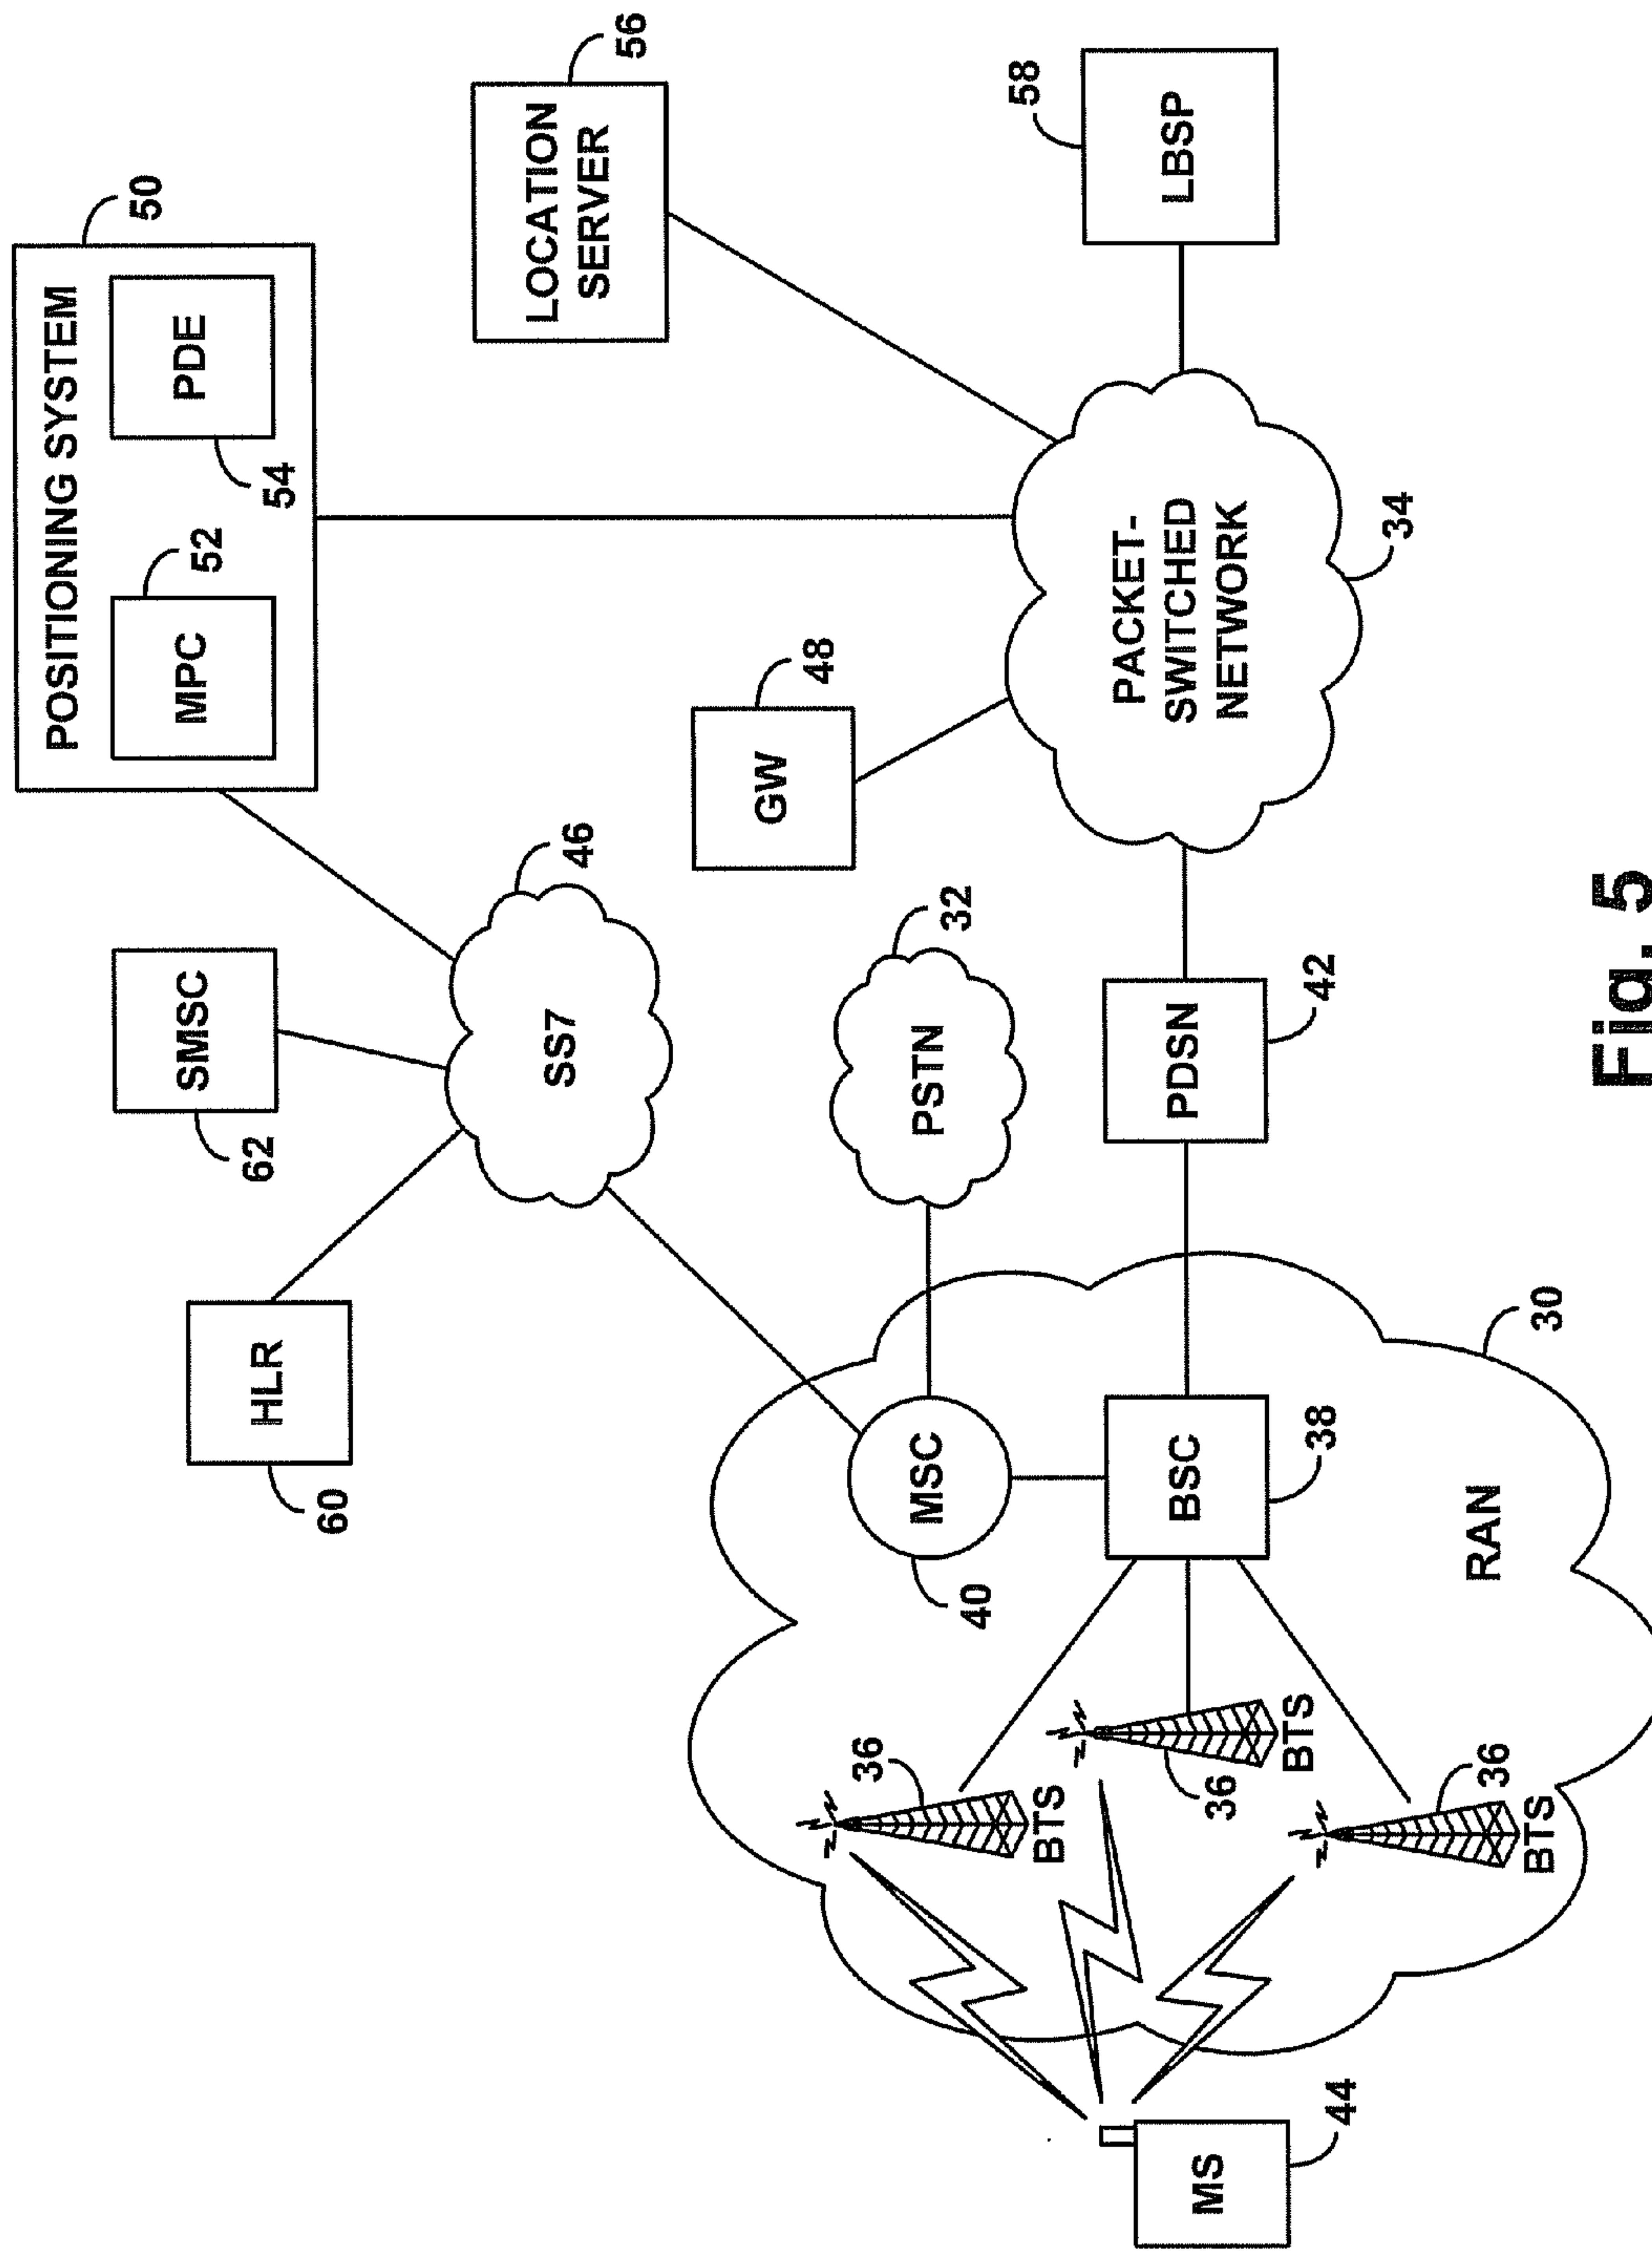 POSITIONING SYSTEM
50
MPC
52
PDE
54
HLR
60
SMSC
62
SS7
46
LOCATION
SERVER
56
GW
48
PSTN
32
MSC
40
PACKET-
SWITCHED
NETWORK
34
LBSP
58
PDSN
42
BSC
38
RAN
30
36
BTS
36
BTS
36
BTS
MS
44
Fig. 5